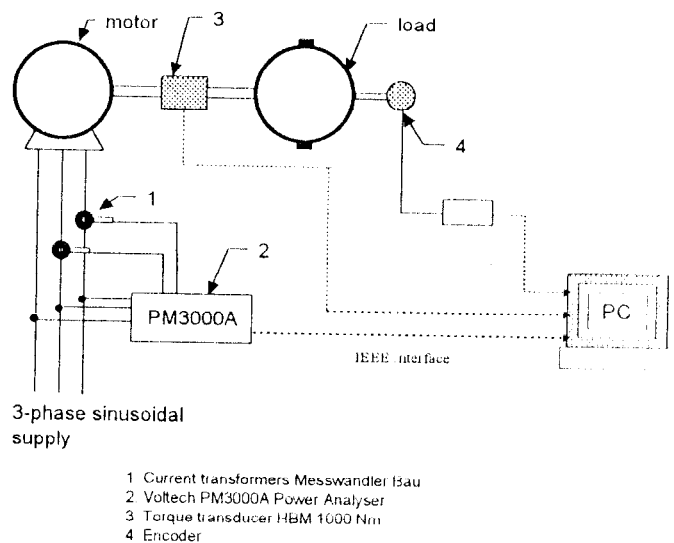 motor
3
load
4
1
2
PM3000A
PC
IEEE interface
3-phase sinusoidal
supply
1 Current transformers Messwandler Bau
2 Voltech PM3000A Power Analyser
3 Torque transducer HBM 1000 Nm
4 Encoder